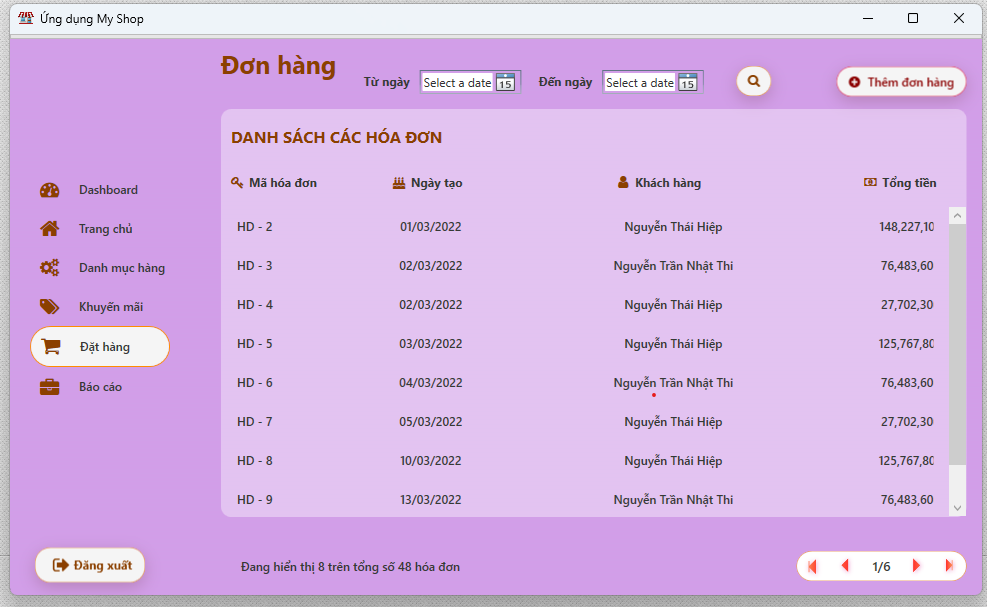 Ứng dụng My Shop
Đơn hàng
Từ ngày Select a date 15 Đến ngày Select a date 15
Thêm đơn hàng
DANH SÁCH CÁC HÓA ĐƠN
Mã hóa đơn Ngày tạo Khách hàng Tổng tiền
HD - 2 01/03/2022 Nguyễn Thái Hiệp 148,227,10
HD - 3 02/03/2022 Nguyễn Trần Nhật Thi 76,483,60
HD - 4 02/03/2022 Nguyễn Thái Hiệp 27,702,30
HD - 5 03/03/2022 Nguyễn Thái Hiệp 125,767,80
HD - 6 04/03/2022 Nguyễn Trần Nhật Thi 76,483,60
HD - 7 05/03/2022 Nguyễn Thái Hiệp 27,702,30
HD - 8 10/03/2022 Nguyễn Thái Hiệp 125,767,80
HD - 9 13/03/2022 Nguyễn Trần Nhật Thi 76,483,60
Dashboard
Trang chủ
Danh mục hàng
Khuyến mãi
Đặt hàng
Báo cáo
Đăng xuất
Đang hiển thị 8 trên tổng số 48 hóa đơn
1/6